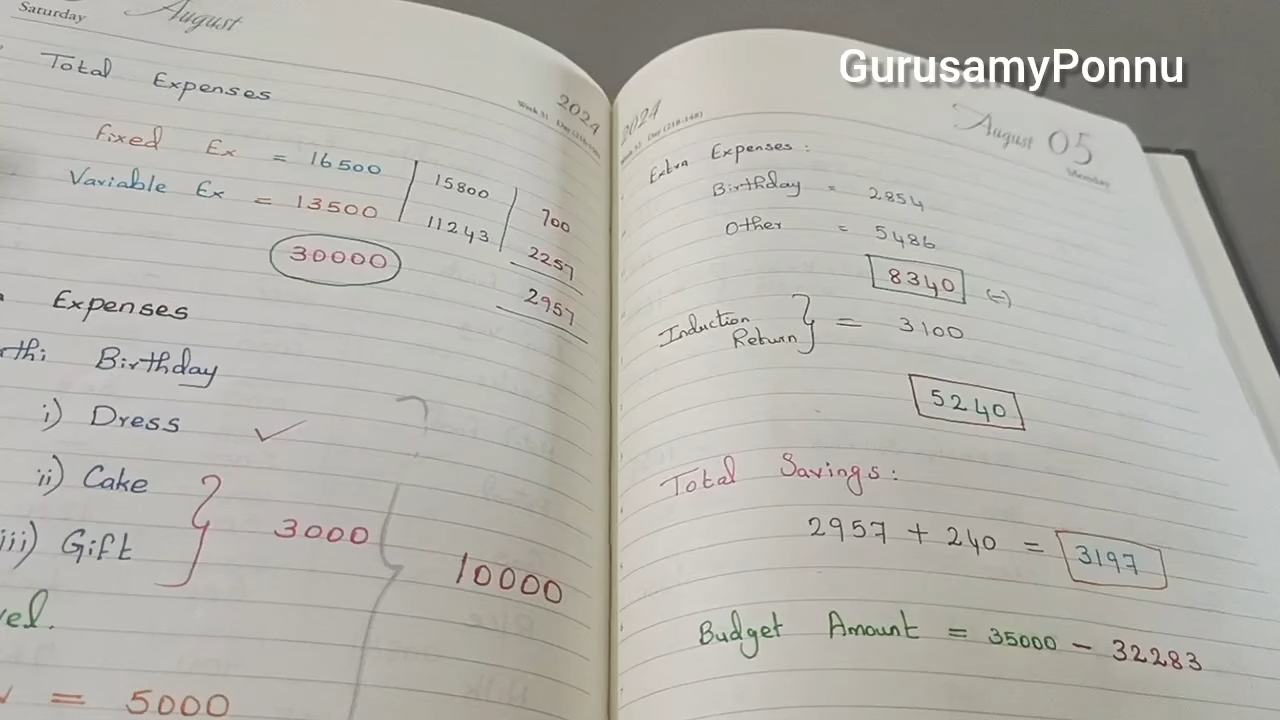 GurusamyPonnu
Saturday
August
2024
Total Expenses
Fixed Ex = 16500 | 15800 | 700
Variable Ex = 13500 | 11243 | 2257
30000
2957
Expenses
Birthday
i) Dress ✓
ii) Cake
iii) Gift
3000
10000
= 5000
2024
August 05
Monday
Extra Expenses :
Birthday = 2854
Other = 5486
8340 (-)
Induction
Return } = 3100
5240
Total Savings :
2957 + 240 = 3197
Budget Amount = 35000 - 32283